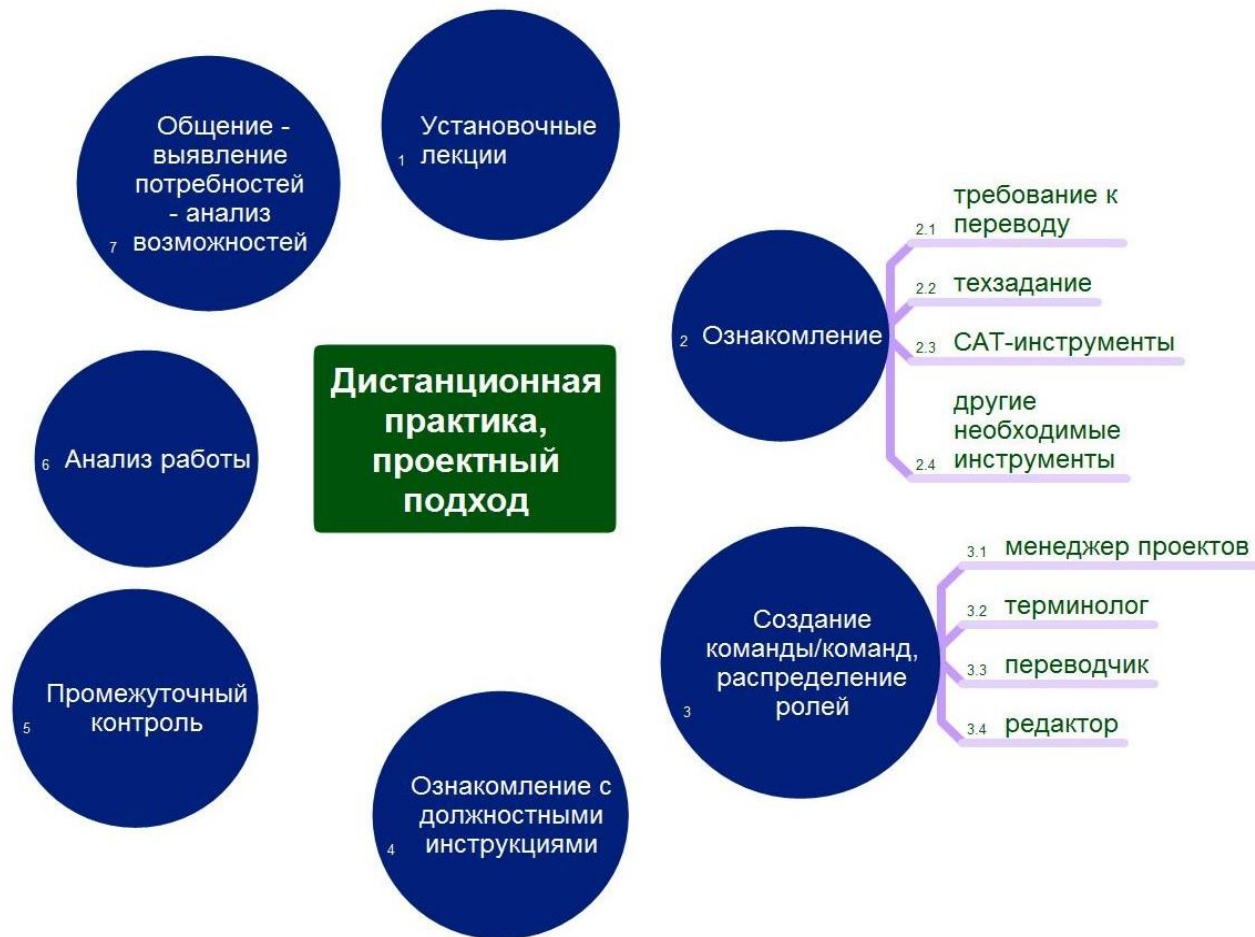 Дистанционная
практика,
проектный
подход
1 Установочные
лекции
2 Ознакомление
2.1 требование к
переводу
2.2 техзадание
2.3 CAT-инструменты
2.4 другие
необходимые
инструменты
3 Создание
команды/команд,
распределение
ролей
3.1 менеджер проектов
3.2 терминолог
3.3 переводчик
3.4 редактор
4 Ознакомление с
должностными
инструкциями
5 Промежуточный
контроль
6 Анализ работы
7 Общение -
выявление
потребностей
- анализ
возможностей